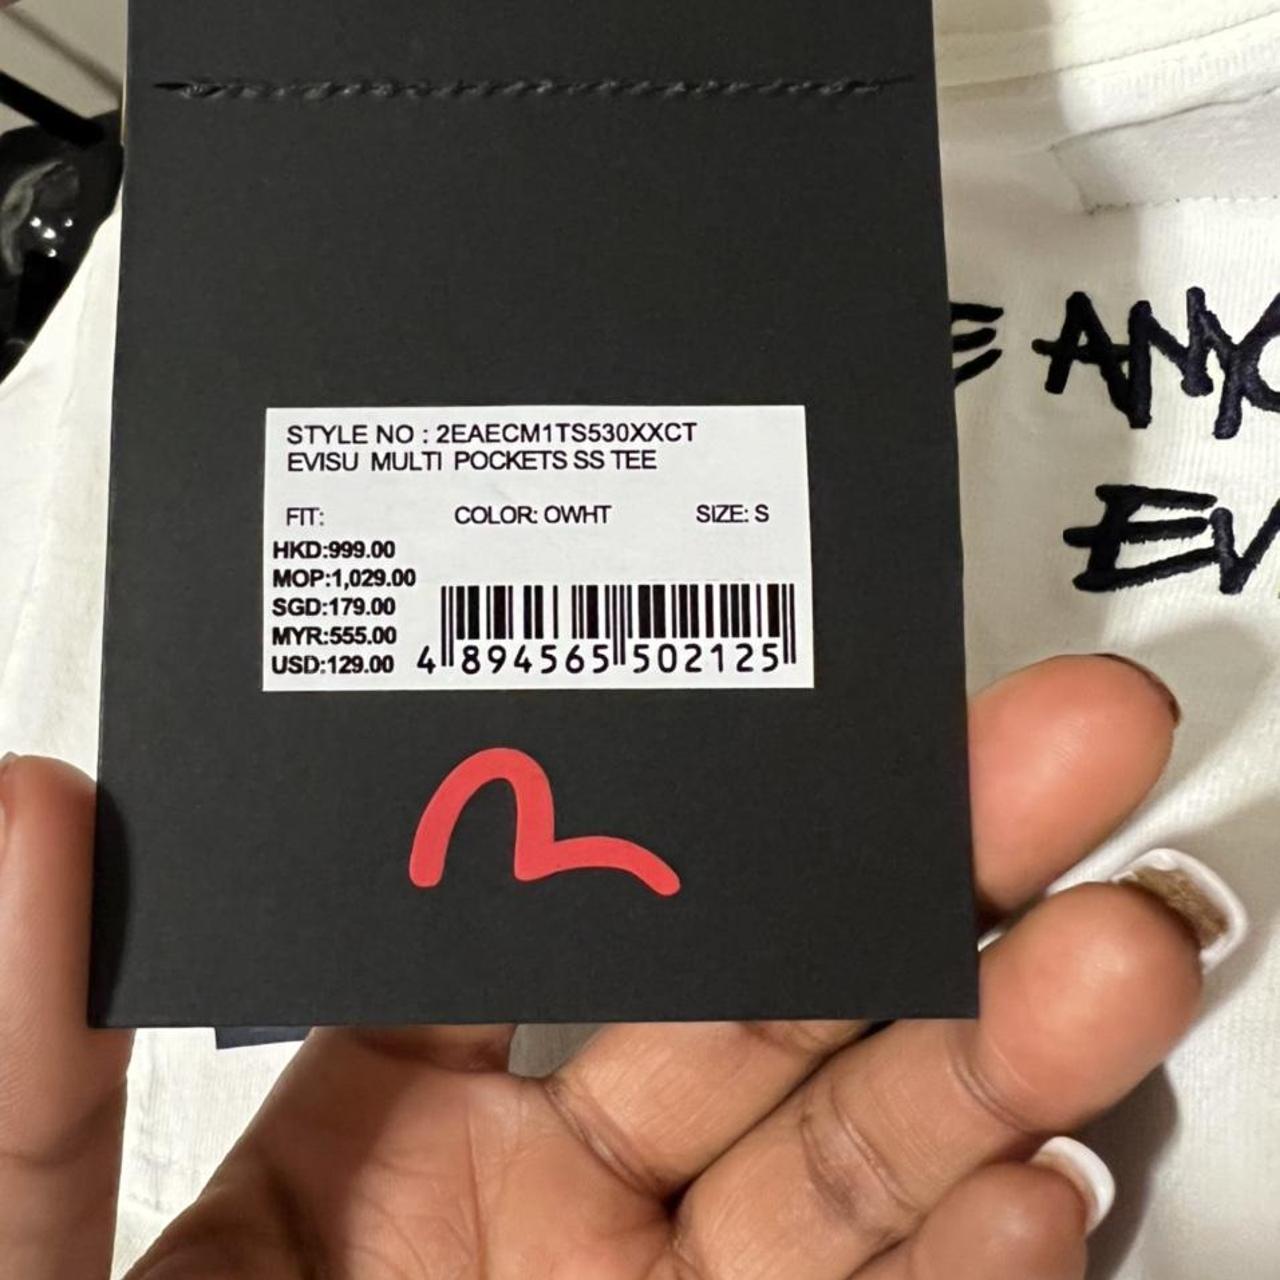 STYLE NO : 2EAECM1TS530XXCT
EVISU MULTI POCKETS SS TEE
FIT: COLOR: OWHT SIZE: S
HKD:999.00
MOP:1,029.00
SGD:179.00
MYR:555.00
USD:129.00
4 894565 502125